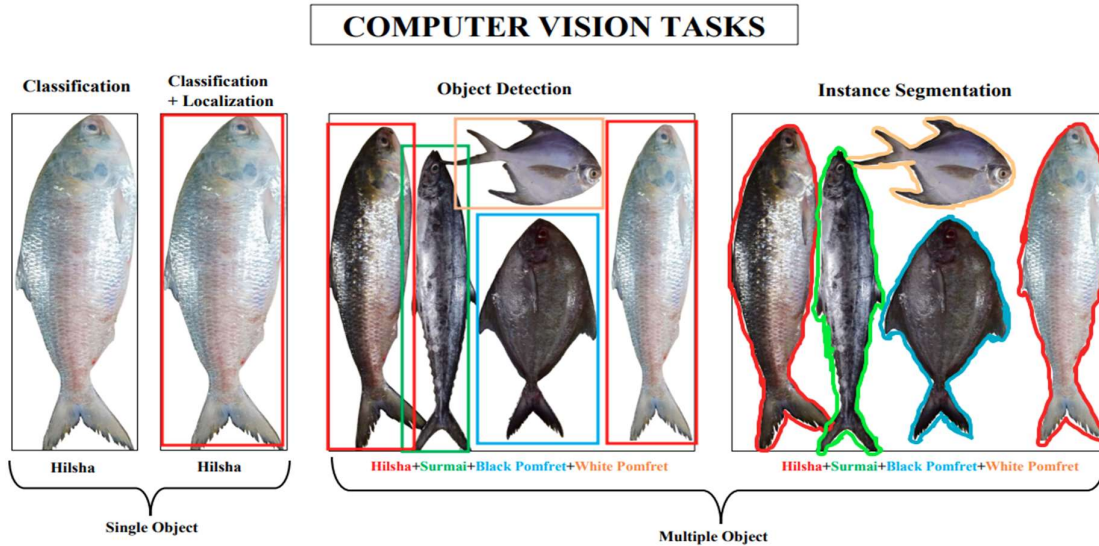 COMPUTER VISION TASKS
Classification
Classification
+ Localization
Object Detection
Instance Segmentation
Hilsha
Hilsha
Hilsha+Surmai+Black Pomfret+White Pomfret
Hilsha+Surmai+Black Pomfret+White Pomfret
Single Object
Multiple Object